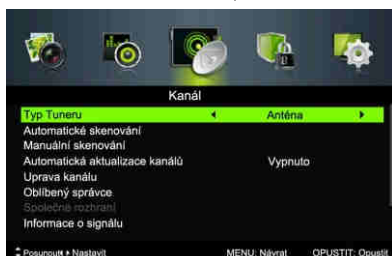 Kanál
Typ Tuneru Anténa
Automatické skenování
Manuální skenování
Automatická aktualizace kanálů Vypnuto
Uprava kanálu
Oblíbený správce
Společné rozhraní
Informace o signálu
Posunout Nastavit MENU: Návrat OPUSTIT: Opustit